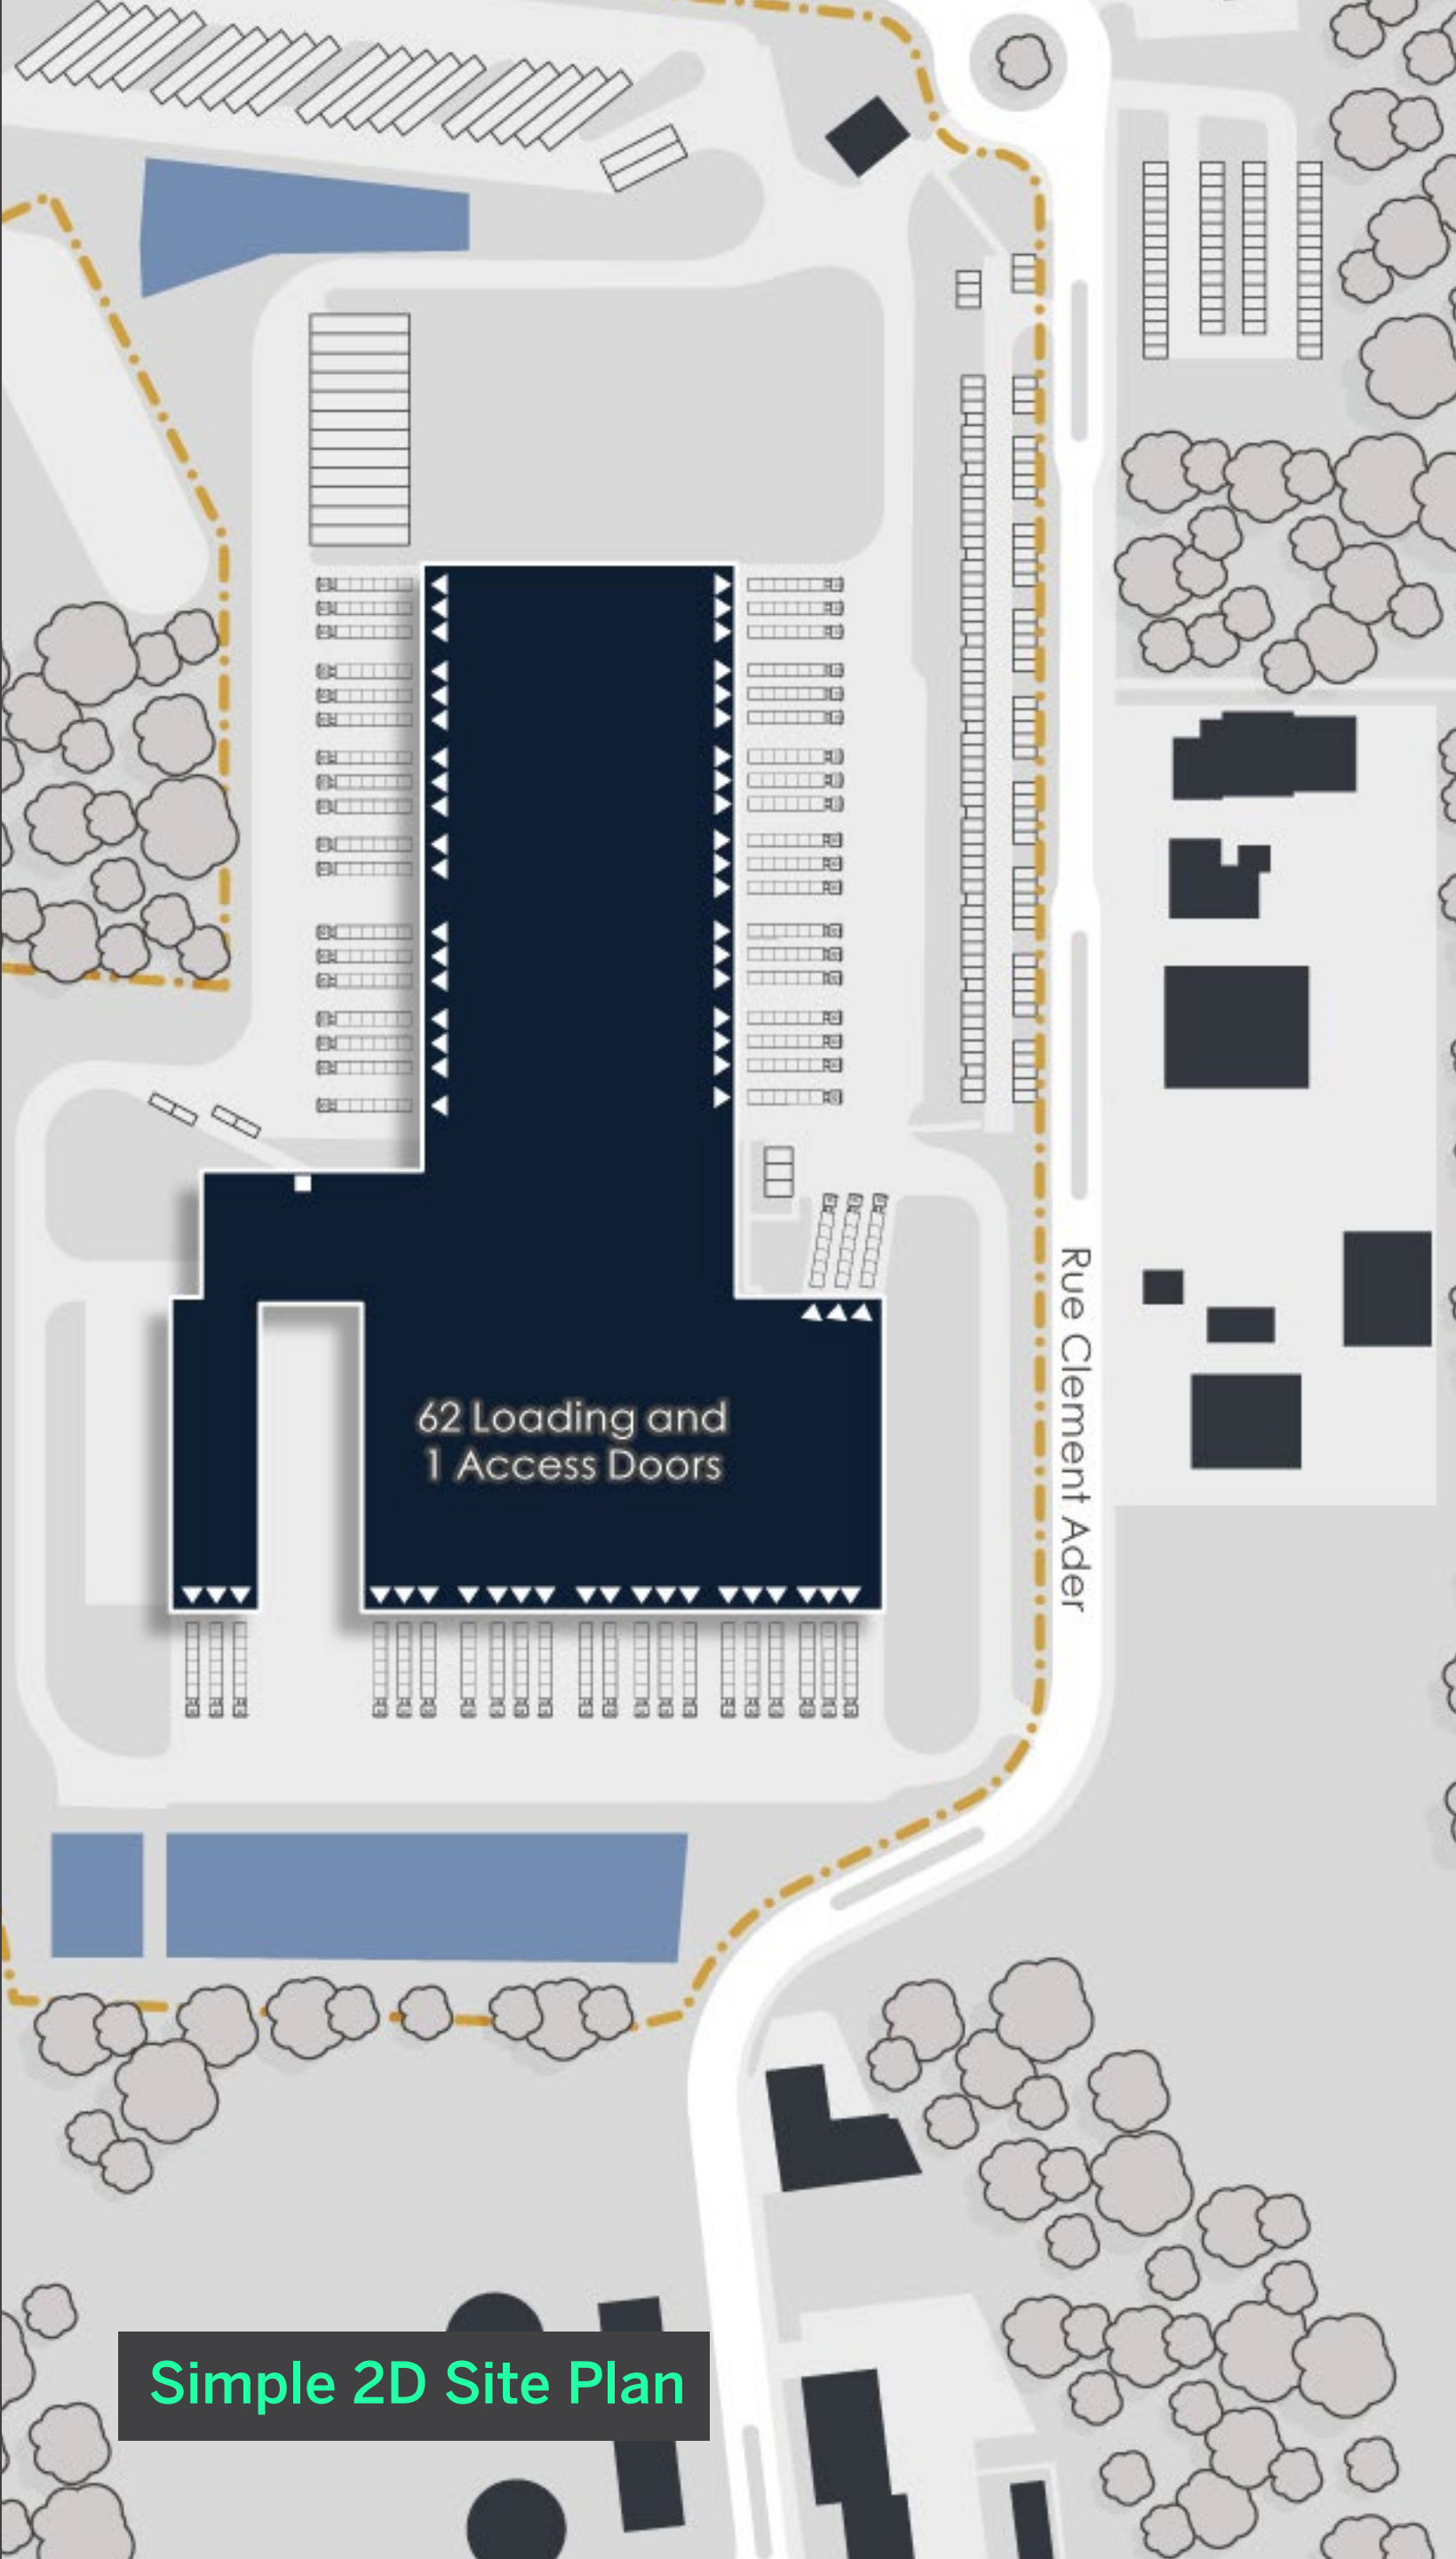 62 Loading and
1 Access Doors
Rue Clement Ader
Simple 2D Site Plan